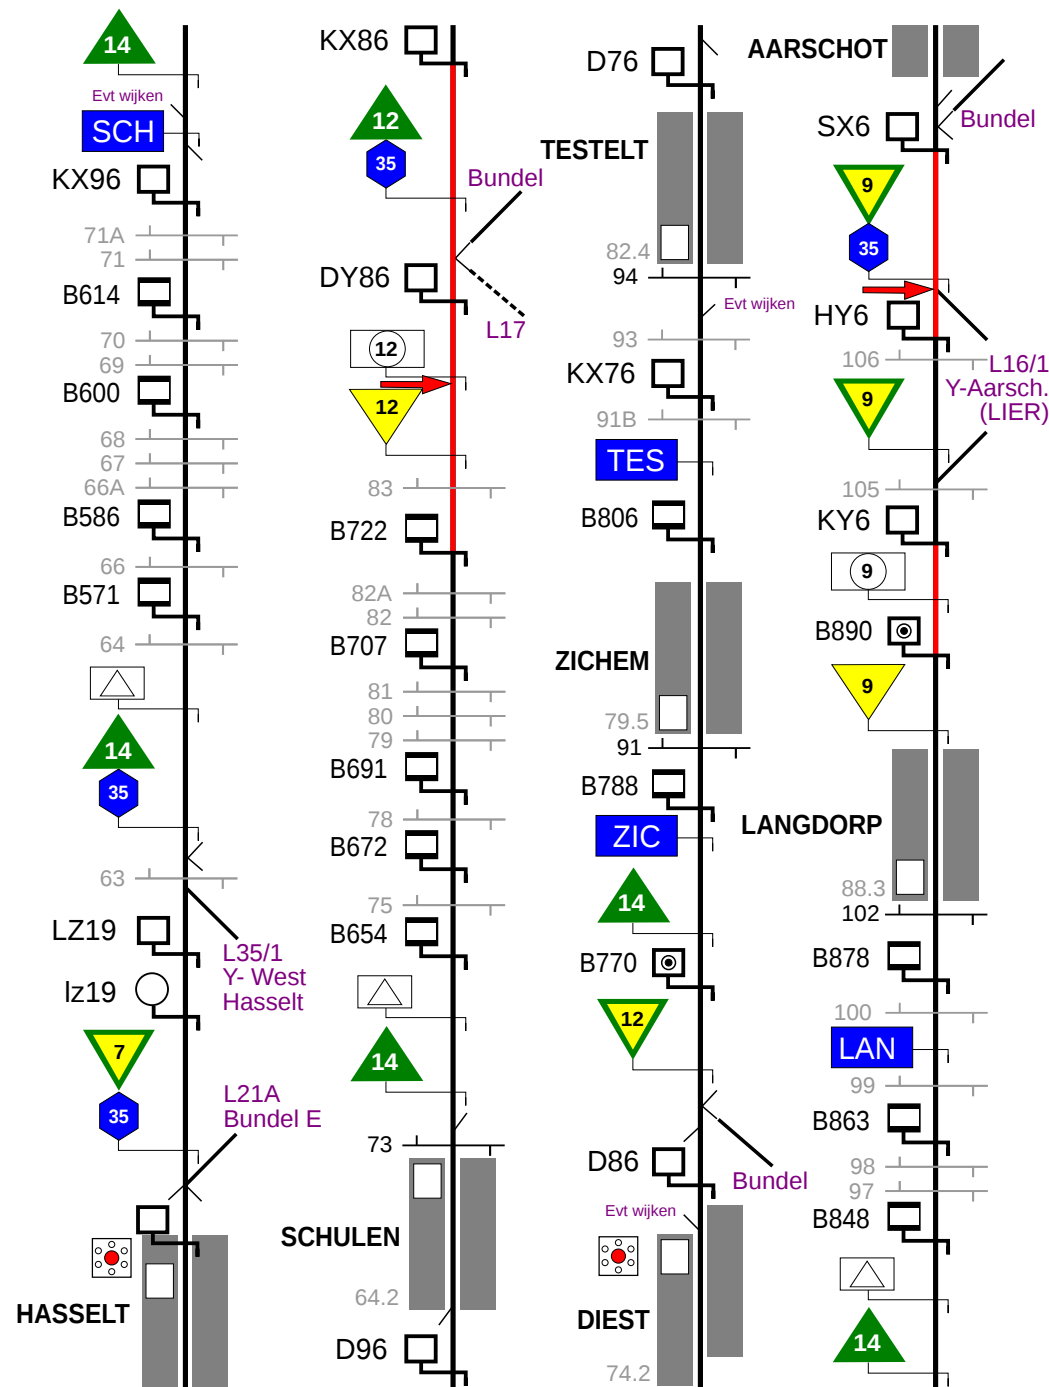 14
Evt wijken
SCH
KX96
71A
71
B614
70
69
B600
68
67
66A
B586
66
B571
64
14
35
63
LZ19
L35/1
Y- West
Hasselt
lz19
7
35
L21A
Bundel E
HASSELT
KX86
12
35
Bundel
DY86
L17
12
12
83
B722
82A
82
B707
81
80
79
B691
78
B672
75
B654
14
73
SCHULEN
64.2
D96
D76
TESTELT
82.4
94
Evt wijken
93
KX76
91B
TES
B806
ZICHEM
79.5
91
B788
ZIC
14
B770
12
D86
Bundel
Evt wijken
DIEST
74.2
AARSCHOT
SX6
Bundel
9
35
HY6
106
L16/1
Y-Aarsch.
(LIER)
9
105
KY6
9
B890
9
LANGDORP
88.3
102
B878
100
LAN
99
B863
98
97
B848
14